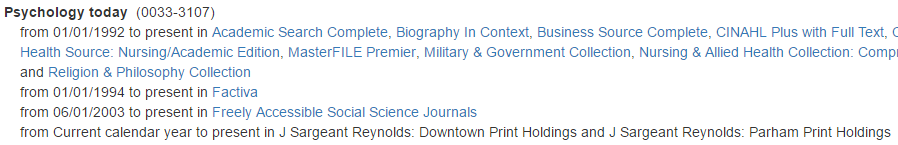 Psychology today (0033-3107)
from 01/01/1992 to present in Academic Search Complete, Biography In Context, Business Source Complete, CINAHL Plus with Full Text,
Health Source: Nursing/Academic Edition, MasterFILE Premier, Military & Government Collection, Nursing & Allied Health Collection:
and Religion & Philosophy Collection
from 01/01/1994 to present in Factiva
from 06/01/2003 to present in Freely Accessible Social Science Journals
from Current calendar year to present in J Sargeant Reynolds: Downtown Print Holdings and J Sargeant Reynolds: Parham Print Holdings